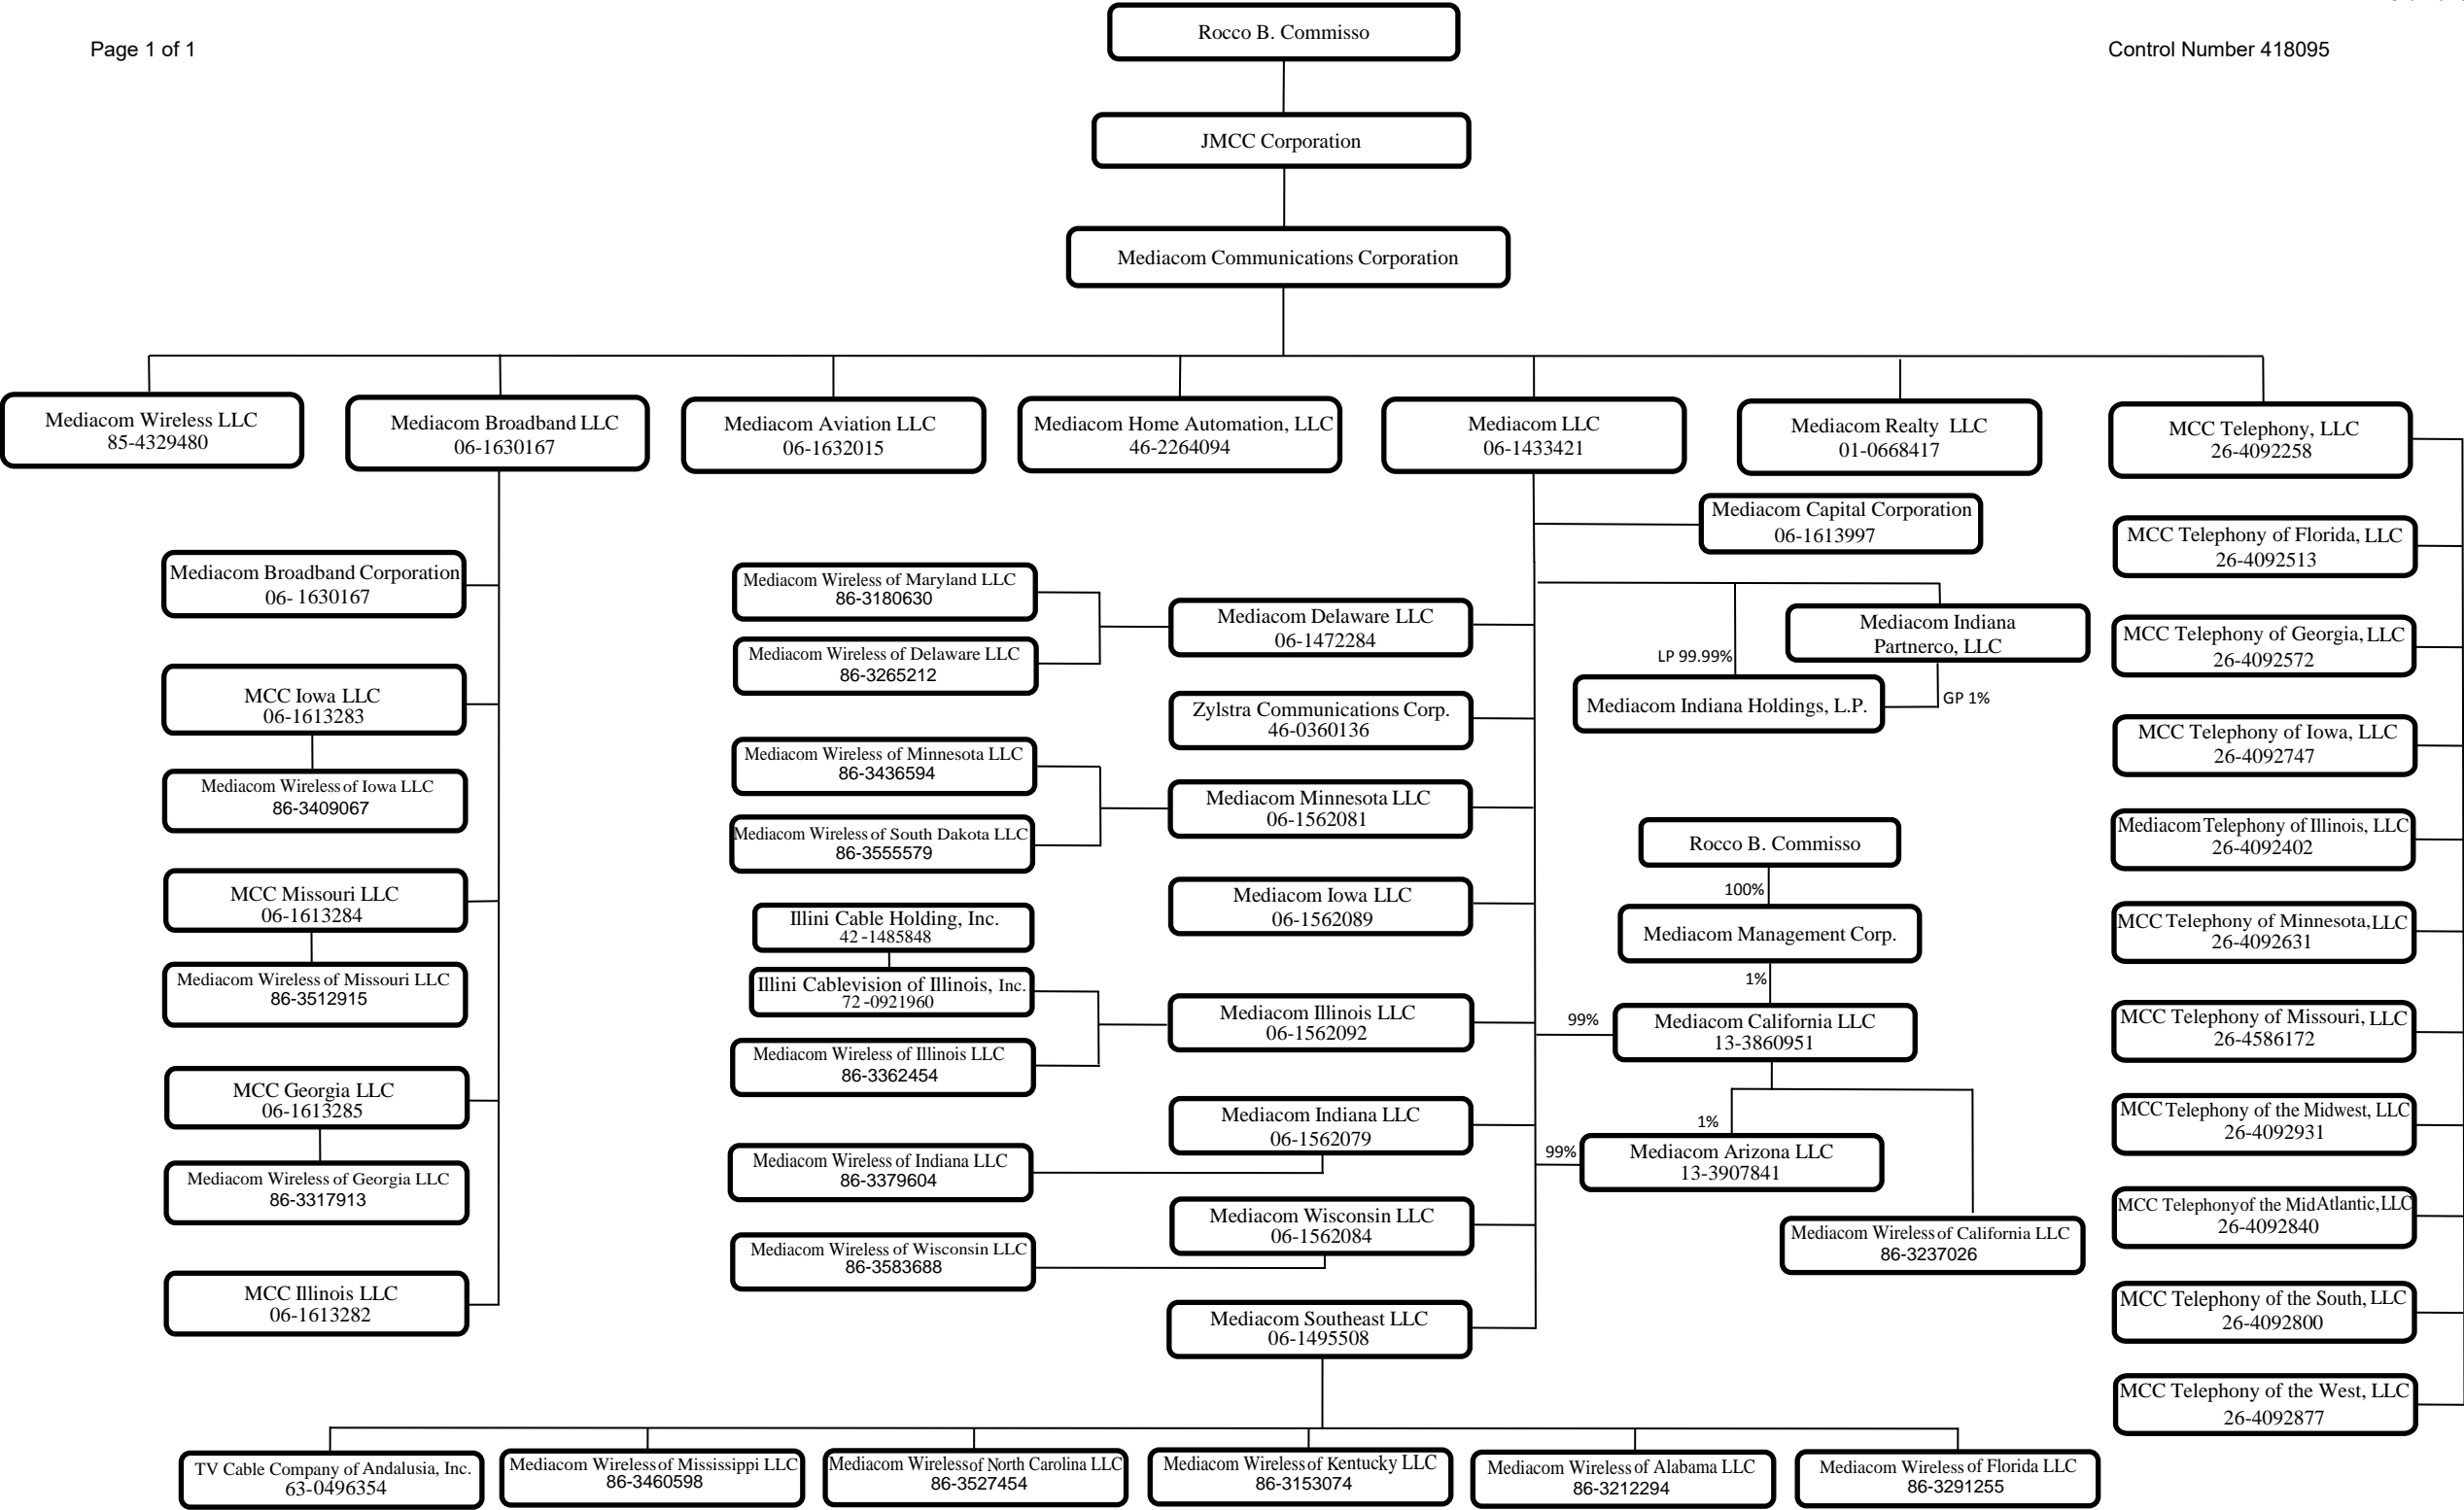 Page 1 of 1
Control Number 418095
Rocco B. Commisso
JMCC Corporation
Mediacom Communications Corporation
Mediacom Wireless LLC
85-4329480
Mediacom Broadband LLC
06-1630167
Mediacom Aviation LLC
06-1632015
Mediacom Home Automation, LLC
46-2264094
Mediacom LLC
06-1433421
Mediacom Realty LLC
01-0668417
MCC Telephony, LLC
26-4092258
Mediacom Broadband Corporation
06- 1630167
MCC Iowa LLC
06-1613283
Mediacom Wireless of Iowa LLC
86-3409067
MCC Missouri LLC
06-1613284
Mediacom Wireless of Missouri LLC
86-3512915
MCC Georgia LLC
06-1613285
Mediacom Wireless of Georgia LLC
86-3317913
MCC Illinois LLC
06-1613282
Mediacom Wireless of Maryland LLC
86-3180630
Mediacom Wireless of Delaware LLC
86-3265212
Mediacom Wireless of Minnesota LLC
86-3436594
Mediacom Wireless of South Dakota LLC
86-3555579
Illini Cable Holding, Inc.
42 -1485848
Illini Cablevision of Illinois, Inc.
72 -0921960
Mediacom Wireless of Illinois LLC
86-3362454
Mediacom Wireless of Indiana LLC
86-3379604
Mediacom Wireless of Wisconsin LLC
86-3583688
Mediacom Delaware LLC
06-1472284
Zylstra Communications Corp.
46-0360136
Mediacom Minnesota LLC
06-1562081
Mediacom Iowa LLC
06-1562089
Mediacom Illinois LLC
06-1562092
Mediacom Indiana LLC
06-1562079
Mediacom Wisconsin LLC
06-1562084
Mediacom Southeast LLC
06-1495508
Mediacom Capital Corporation
06-1613997
Mediacom Indiana
Partnerco, LLC
LP 99.99%
Mediacom Indiana Holdings, L.P.
GP 1%
Rocco B. Commisso
100%
Mediacom Management Corp.
1%
99%
Mediacom California LLC
13-3860951
1%
99%
Mediacom Arizona LLC
13-3907841
Mediacom Wireless of California LLC
86-3237026
MCC Telephony of Florida, LLC
26-4092513
MCC Telephony of Georgia, LLC
26-4092572
MCC Telephony of Iowa, LLC
26-4092747
Mediacom Telephony of Illinois, LLC
26-4092402
MCC Telephony of Minnesota, LLC
26-4092631
MCC Telephony of Missouri, LLC
26-4586172
MCC Telephony of the Midwest, LLC
26-4092931
MCC Telephony of the MidAtlantic, LLC
26-4092840
MCC Telephony of the South, LLC
26-4092800
MCC Telephony of the West, LLC
26-4092877
TV Cable Company of Andalusia, Inc.
63-0496354
Mediacom Wireless of Mississippi LLC
86-3460598
Mediacom Wireless of North Carolina LLC
86-3527454
Mediacom Wireless of Kentucky LLC
86-3153074
Mediacom Wireless of Alabama LLC
86-3212294
Mediacom Wireless of Florida LLC
86-3291255